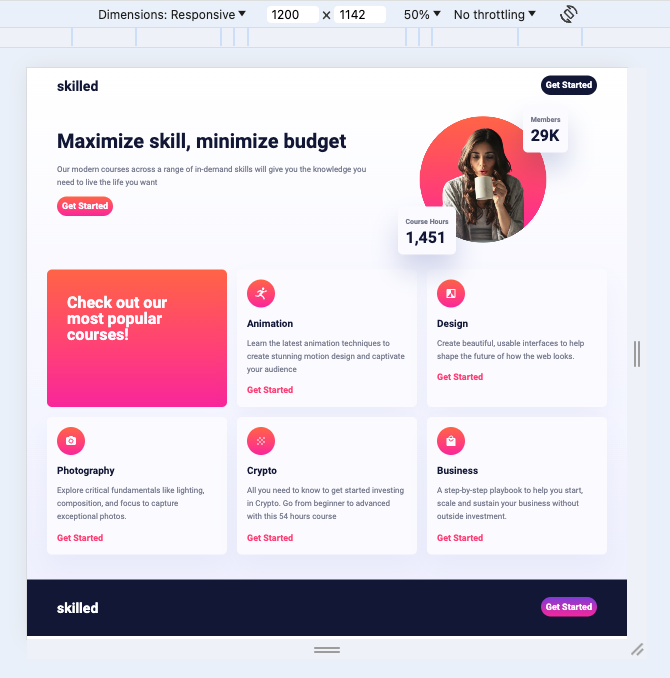 Dimensions: Responsive 1200 x 1142 50% No throttling
skilled
Get Started
Maximize skill, minimize budget
Our modern courses across a range of in-demand skills will give you the knowledge you
need to live the life you want
Get Started
Members
29K
Course Hours
1,451
Check out our
most popular
courses!
Animation
Learn the latest animation techniques to
create stunning motion design and captivate
your audience
Get Started
Design
Create beautiful, usable interfaces to help
shape the future of how the web looks.
Get Started
Photography
Explore critical fundamentals like lighting,
composition, and focus to capture
exceptional photos.
Get Started
Crypto
All you need to know to get started investing
in Crypto. Go from beginner to advanced
with this 54 hours course
Get Started
Business
A step-by-step playbook to help you start,
scale and sustain your business without
outside investment.
Get Started
skilled
Get Started